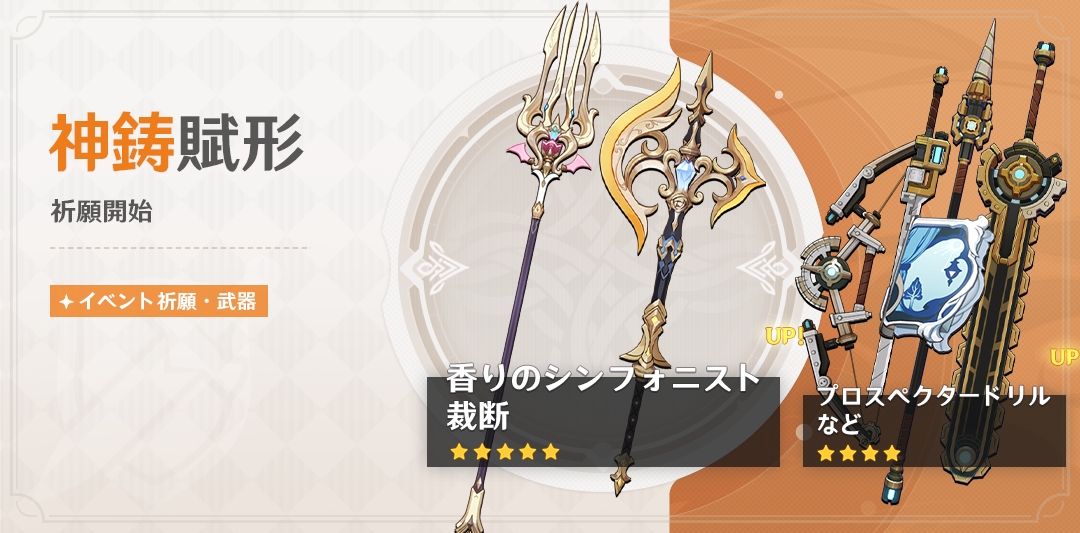 神鋳賦形
祈願開始
イベント祈願・武器
UP!
UP
香りのシンフォニスト
裁断
プロスペクタードリル
など